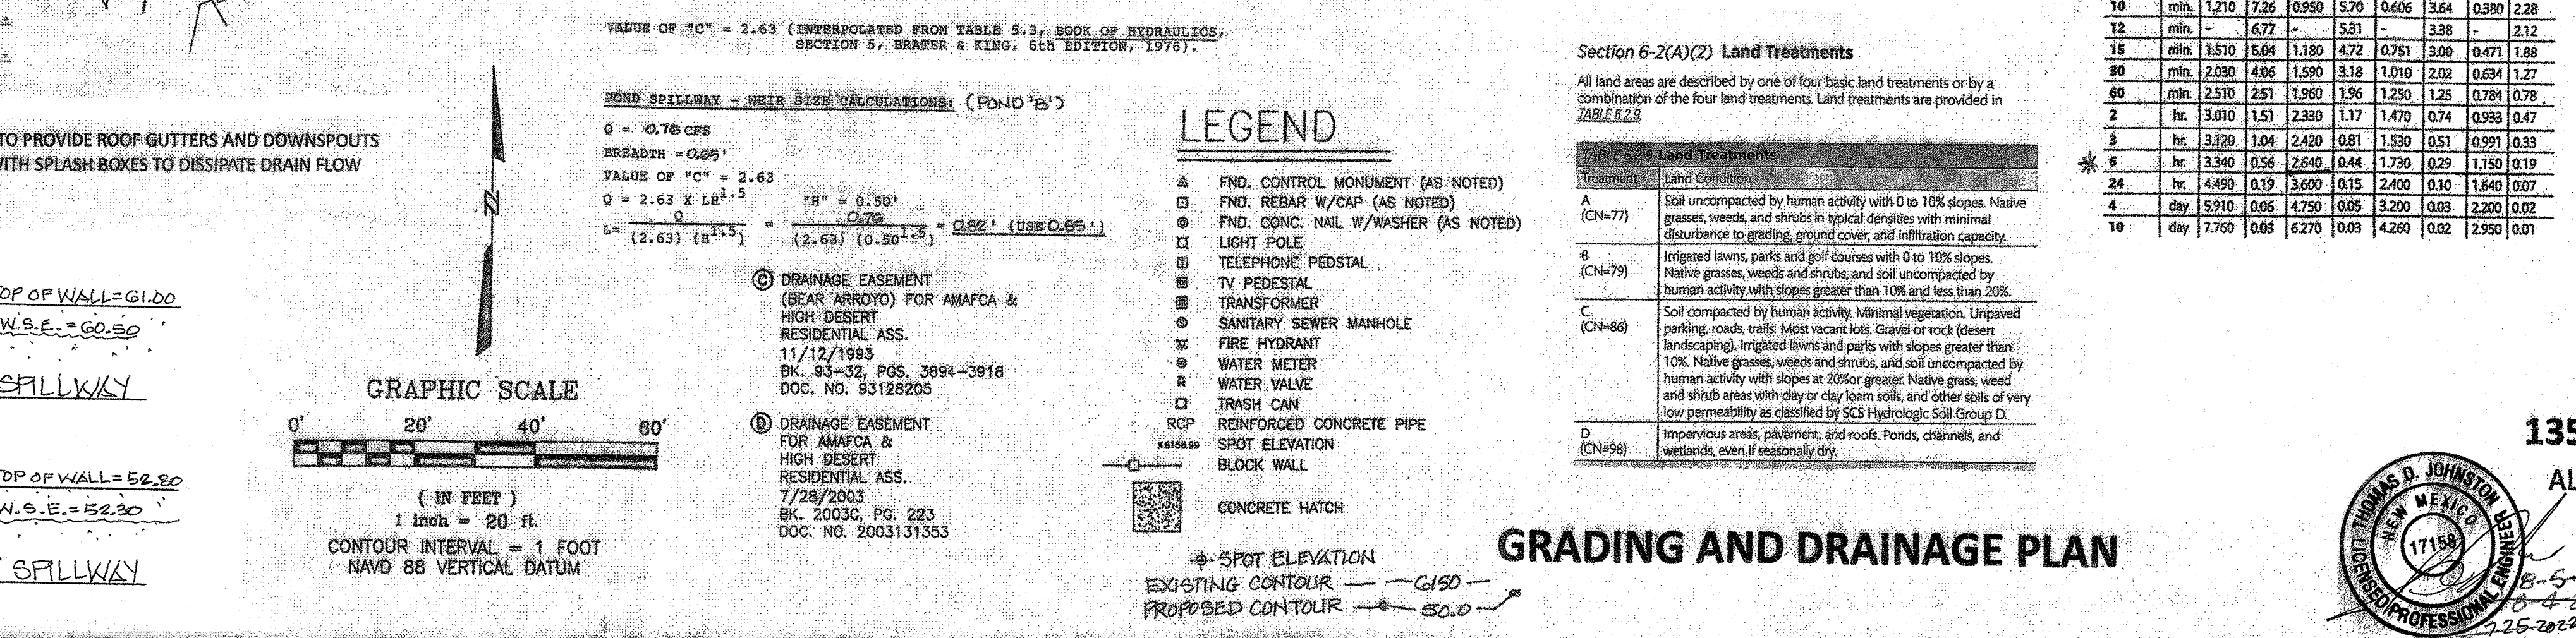 VALUE OF "C" = 2.63 (INTERPOLATED FROM TABLE 5.3, BOOK OF HYDRAULICS,
SECTION 5, BRATER & KING, 6th EDITION, 1976).
POND SPILLWAY - WEIR SIZE CALCULATIONS: (POND 'B')
Q = 0.76 CFS
BREADTH = 0.65'
VALUE OF "C" = 2.63
Q = 2.63 X LH^1.5 "H" = 0.50'
L= Q / (2.63) (H^1.5) = 0.76 / (2.63) (0.50^1.5) = 0.82' (USE 0.85')
TO PROVIDE ROOF GUTTERS AND DOWNSPOUTS
WITH SPLASH BOXES TO DISSIPATE DRAIN FLOW
TOP OF WALL=61.00
W.S.E.=60.50
SPILLWAY
TOP OF WALL=52.80
W.S.E.=52.30
SPILLWAY
N
GRAPHIC SCALE
0' 20' 40' 60'
( IN FEET )
1 inch = 20 ft.
CONTOUR INTERVAL = 1 FOOT
NAVD 88 VERTICAL DATUM
Ⓒ DRAINAGE EASEMENT
(BEAR ARROYO) FOR AMAFCA &
HIGH DESERT
RESIDENTIAL ASS.
11/12/1993
BK. 93-32, PGS. 3894-3918
DOC. NO. 93128205
Ⓓ DRAINAGE EASEMENT
FOR AMAFCA &
HIGH DESERT
RESIDENTIAL ASS.
7/28/2003
BK. 2003C, PG. 223
DOC. NO. 2003131353
LEGEND
FND. CONTROL MONUMENT (AS NOTED)
FND. REBAR W/CAP (AS NOTED)
FND. CONC. NAIL W/WASHER (AS NOTED)
LIGHT POLE
TELEPHONE PEDSTAL
TV PEDESTAL
TRANSFORMER
SANITARY SEWER MANHOLE
FIRE HYDRANT
WATER METER
WATER VALVE
TRASH CAN
RCP REINFORCED CONCRETE PIPE
X6158.99 SPOT ELEVATION
BLOCK WALL
CONCRETE HATCH
SPOT ELEVATION
EXISTING CONTOUR — —6150—
PROPOSED CONTOUR — 50.0
Section 6-2(A)(2) Land Treatments
All land areas are described by one of four basic land treatments or by a
combination of the four land treatments. Land treatments are provided in
TABLE 6.2.9.
TABLE 6.2.9 Land Treatments
Treatment Land Condition
A (CN=77) Soil uncompacted by human activity with 0 to 10% slopes. Native
grasses, weeds, and shrubs in typical densities with minimal
disturbance to grading, ground cover, and infiltration capacity.
B (CN=79) Irrigated lawns, parks and golf courses with 0 to 10% slopes.
Native grasses, weeds and shrubs, and soil uncompacted by
human activity with slopes greater than 10% and less than 20%.
C (CN=86) Soil compacted by human activity. Minimal vegetation. Unpaved
parking, roads, trails. Most vacant lots. Gravel or rock (desert
landscaping). Irrigated lawns and parks with slopes greater than
10%. Native grasses, weeds and shrubs, and soil uncompacted by
human activity with slopes at 20%or greater. Native grass, weed
and shrub areas with clay or clay loam soils, and other soils of very
low permeability as classified by SCS Hydrologic Soil Group D.
D (CN=98) Impervious areas, pavement, and roofs. Ponds, channels, and
wetlands, even if seasonally dry.
10 min. 1.210 7.26 0.950 5.70 0.606 3.64 0.380 2.28
12 min. - 6.77 - 5.31 - 3.38 - 2.12
15 min. 1.510 6.04 1.180 4.72 0.751 3.00 0.471 1.88
30 min. 2.030 4.06 1.590 3.18 1.010 2.02 0.634 1.27
60 min. 2.510 2.51 1.960 1.96 1.250 1.25 0.784 0.78
2 hr. 3.010 1.51 2.330 1.17 1.470 0.74 0.933 0.47
3 hr. 3.120 1.04 2.420 0.81 1.530 0.51 0.991 0.33
* 6 hr. 3.340 0.56 2.640 0.44 1.730 0.29 1.150 0.19
24 hr. 4.490 0.19 3.600 0.15 2.400 0.10 1.640 0.07
4 day 5.910 0.06 4.750 0.05 3.200 0.03 2.200 0.02
10 day 7.760 0.03 6.270 0.03 4.260 0.02 2.950 0.01
GRADING AND DRAINAGE PLAN
135
AL
THOMAS D. JOHNSTON
NEW MEXICO
17158
LICENSED PROFESSIONAL ENGINEER
8-5-